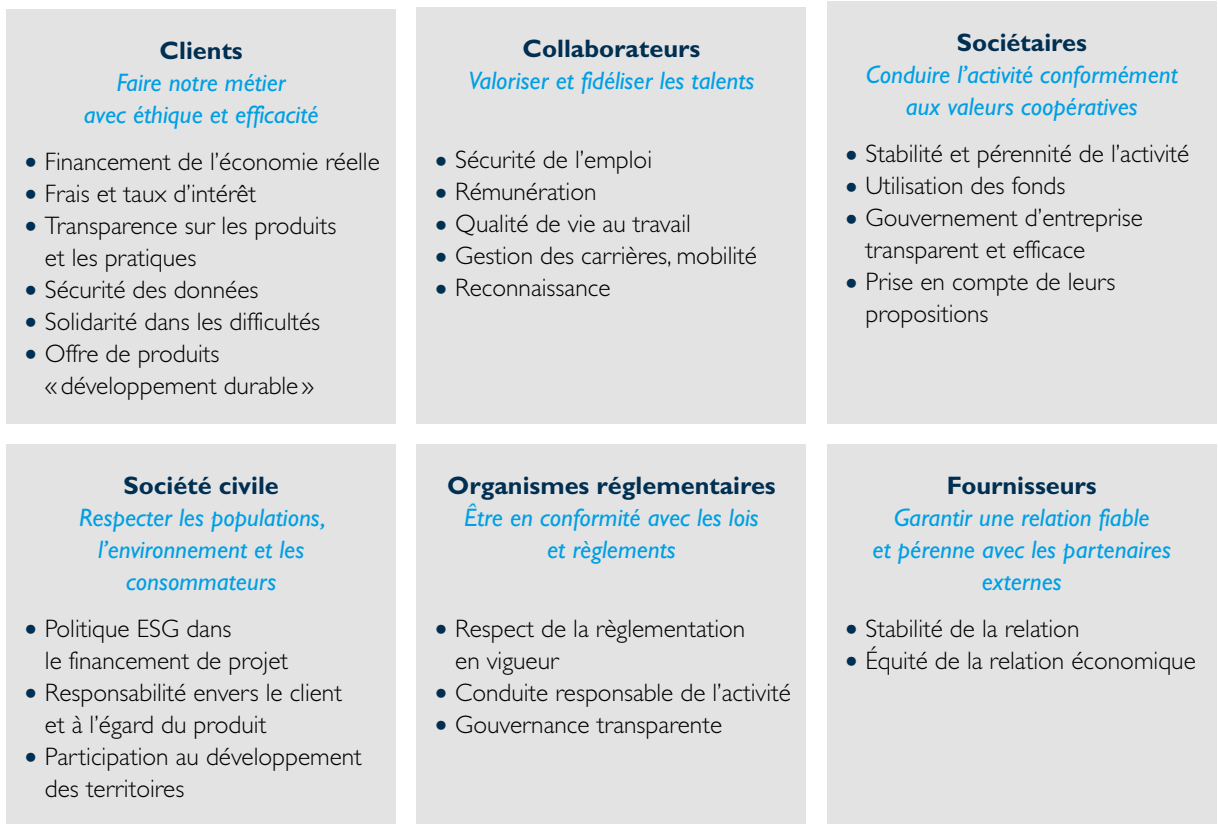 Clients
Faire notre métier
avec éthique et efficacité
• Financement de l'économie réelle
• Frais et taux d'intérêt
• Transparence sur les produits
et les pratiques
• Sécurité des données
• Solidarité dans les difficultés
• Offre de produits
«développement durable»
Collaborateurs
Valoriser et fidéliser les talents
• Sécurité de l'emploi
• Rémunération
• Qualité de vie au travail
• Gestion des carrières, mobilité
• Reconnaissance
Sociétaires
Conduire l'activité conformément
aux valeurs coopératives
• Stabilité et pérennité de l'activité
• Utilisation des fonds
• Gouvernement d'entreprise
transparent et efficace
• Prise en compte de leurs
propositions
Société civile
Respecter les populations,
l'environnement et les
consommateurs
• Politique ESG dans
le financement de projet
• Responsabilité envers le client
et à l'égard du produit
• Participation au développement
des territoires
Organismes réglementaires
Être en conformité avec les lois
et règlements
• Respect de la règlementation
en vigueur
• Conduite responsable de l'activité
• Gouvernance transparente
Fournisseurs
Garantir une relation fiable
et pérenne avec les partenaires
externes
• Stabilité de la relation
• Équité de la relation économique